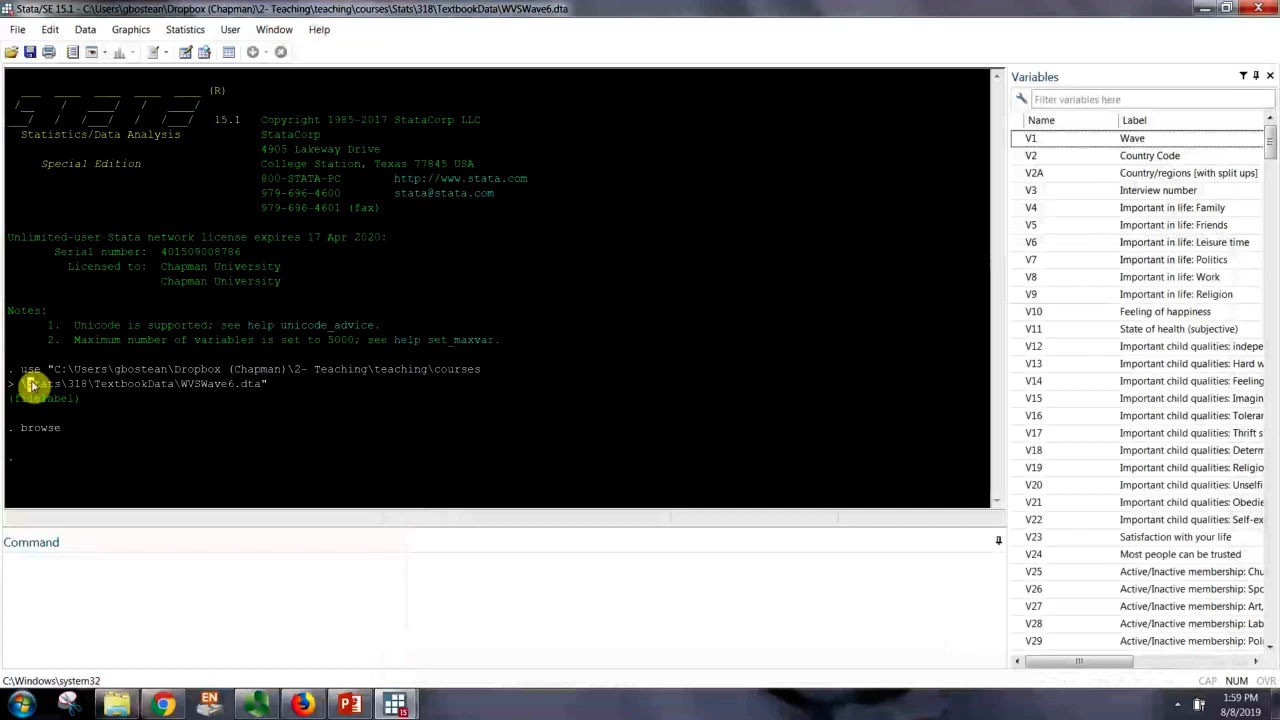 Stata/SE 15.1 - C:\Users\gbostean\Dropbox (Chapman)\2- Teaching\teaching\courses\Stats\318\TextbookData\WVSWave6.dta
File Edit Data Graphics Statistics User Window Help
(R)
15.1 Copyright 1985-2017 StataCorp LLC
Statistics/Data Analysis StataCorp
4905 Lakeway Drive
Special Edition College Station, Texas 77845 USA
800-STATA-PC http://www.stata.com
979-696-4600 stata@stata.com
979-696-4601 (fax)
Unlimited-user Stata network license expires 17 Apr 2020:
Serial number: 401509008786
Licensed to: Chapman University
Chapman University
Notes:
1. Unicode is supported; see help unicode_advice.
2. Maximum number of variables is set to 5000; see help set_maxvar.
. use "C:\Users\gbostean\Dropbox (Chapman)\2- Teaching\teaching\courses
> \Stats\318\TextbookData\WVSWave6.dta"
. browse
.
Command
C:\Windows\system32
Variables
Filter variables here
Name Label
V1 Wave
V2 Country Code
V2A Country/regions [with split ups]
V3 Interview number
V4 Important in life: Family
V5 Important in life: Friends
V6 Important in life: Leisure time
V7 Important in life: Politics
V8 Important in life: Work
V9 Important in life: Religion
V10 Feeling of happiness
V11 State of health (subjective)
V12 Important child qualities: indepe
V13 Important child qualities: Hard w
V14 Important child qualities: Feeling
V15 Important child qualities: Imagin
V16 Important child qualities: Toleran
V17 Important child qualities: Thrift s
V18 Important child qualities: Determ
V19 Important child qualities: Religio
V20 Important child qualities: Unselfi
V21 Important child qualities: Obedie
V22 Important child qualities: Self-ex
V23 Satisfaction with your life
V24 Most people can be trusted
V25 Active/Inactive membership: Chu
V26 Active/Inactive membership: Spo
V27 Active/Inactive membership: Art,
V28 Active/Inactive membership: Lab
V29 Active/Inactive membership: Poli
CAP NUM OVR
EN
15
1:59 PM
8/8/2019